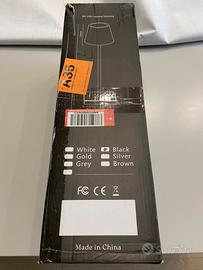 A35
White
Black
Gold
Silver
Grey
Brown
FC CE
Made in China